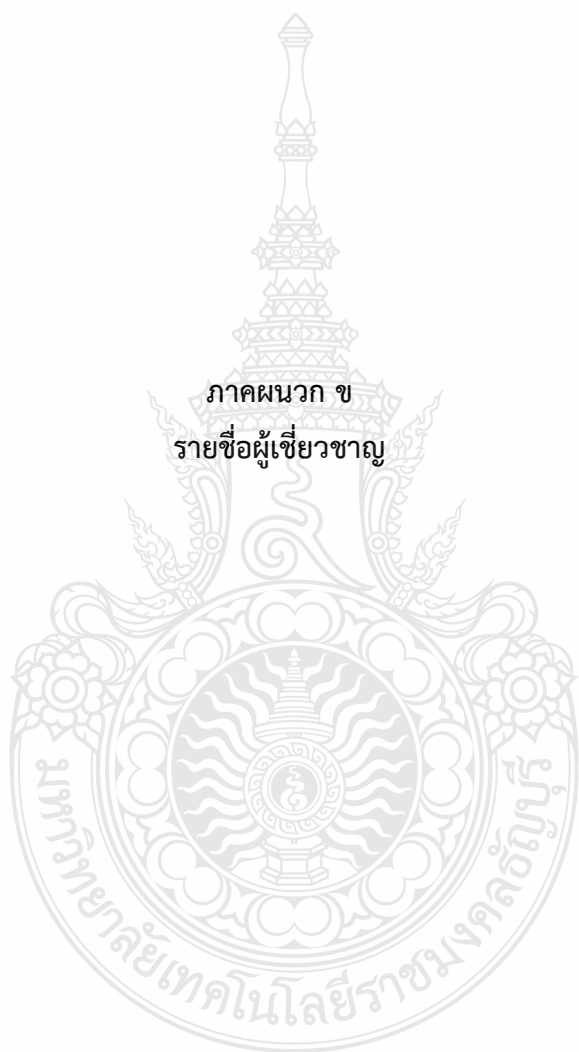 ภาคผนวก ข
รายชื่อผู้เชี่ยวชาญ
มหาวิทยาลัยเทคโนโลยีราชมงคลธัญบุรี